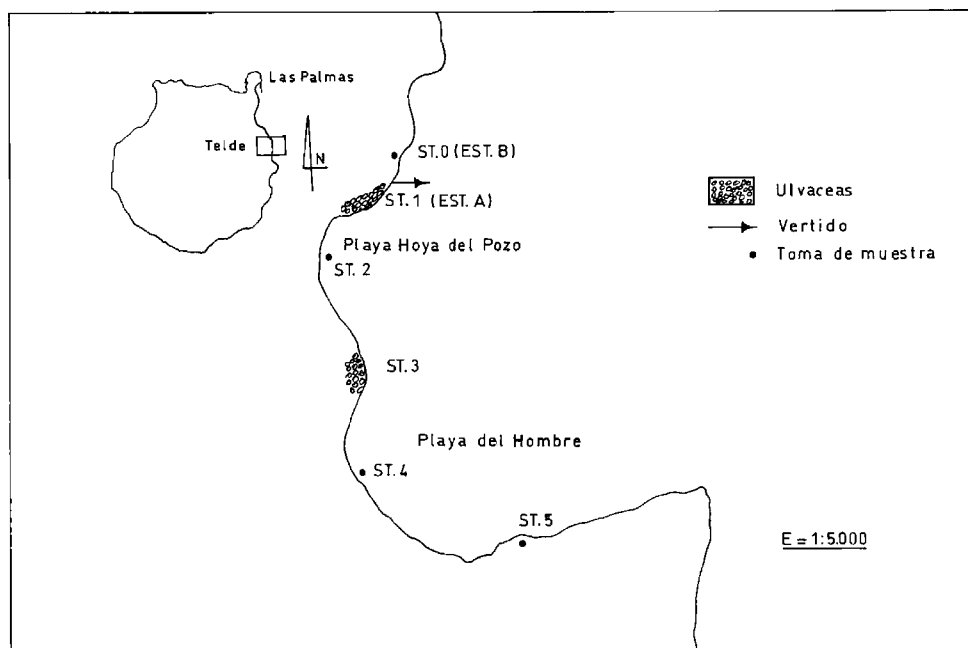 Las Palmas
Telde
N
ST.0 (EST. B)
ST. 1 (EST. A)
Playa Hoya del Pozo
ST. 2
ST. 3
Playa del Hombre
ST. 4
ST. 5
Ulvaceas
Vertido
Toma de muestra
E = 1:5.000